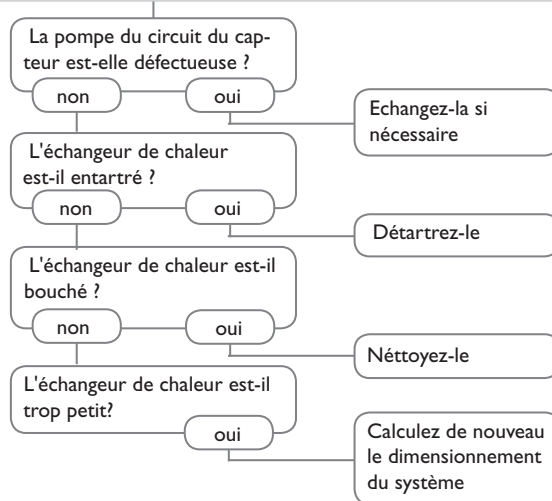 La pompe du circuit du cap-
teur est-elle défectueuse ?
non
oui
Echangez-la si
nécessaire
L'échangeur de chaleur
est-il entartré ?
non
oui
Détartrez-le
L'échangeur de chaleur est-il
bouché ?
non
oui
Néttoyez-le
L'échangeur de chaleur est-il
trop petit?
oui
Calculez de nouveau
le dimensionnement
du système